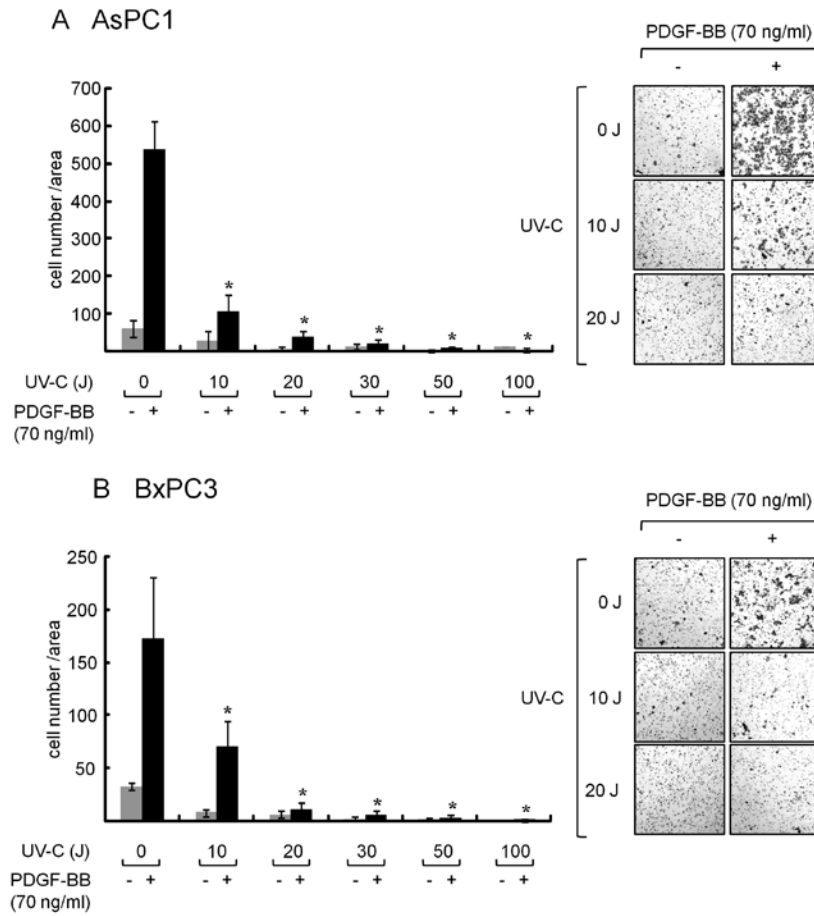 A AsPC1
PDGF-BB (70 ng/ml)
- +
700
600
500
400
300
200
100
cell number /area
* * * * *
UV-C
0 J
10 J
20 J
UV-C (J) 0 10 20 30 50 100
PDGF-BB - + - + - + - + - + - +
(70 ng/ml)
B BxPC3
PDGF-BB (70 ng/ml)
- +
250
200
150
100
50
cell number /area
* * * * *
UV-C
0 J
10 J
20 J
UV-C (J) 0 10 20 30 50 100
PDGF-BB - + - + - + - + - + - +
(70 ng/ml)